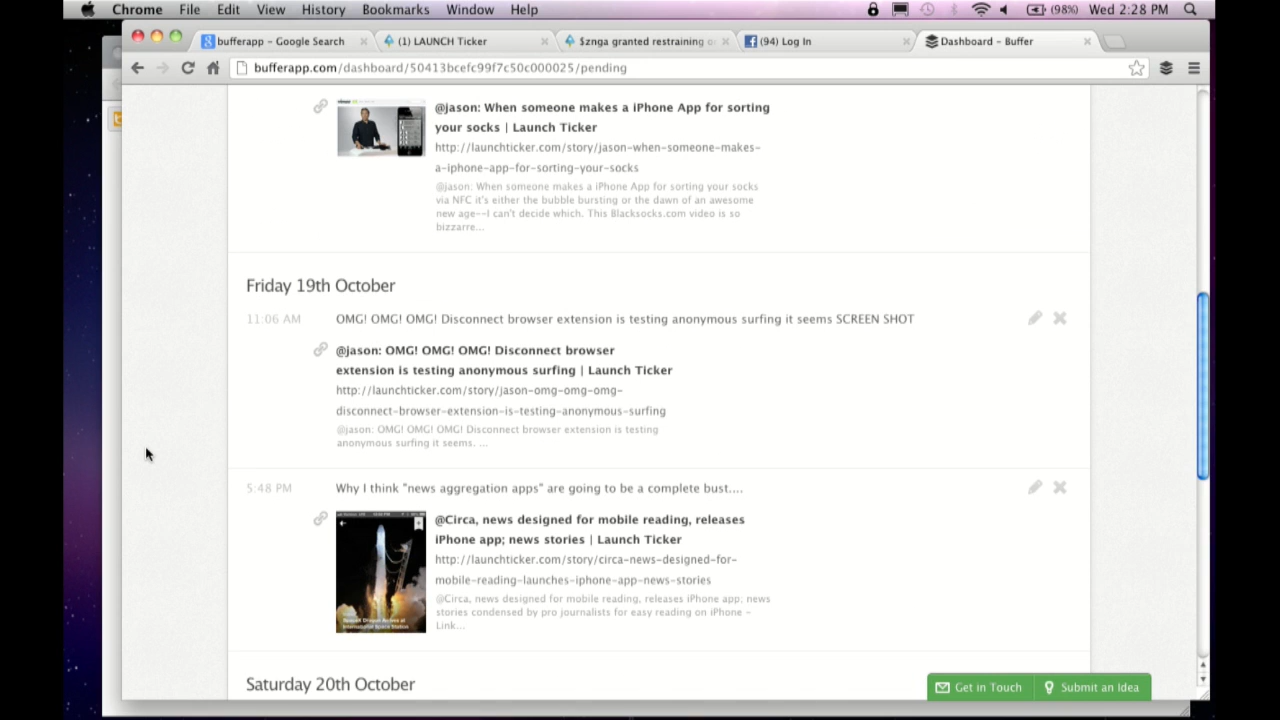 Chrome File Edit View History Bookmarks Window Help (98%) Wed 2:28 PM
bufferapp - Google Search
(1) LAUNCH Ticker
$znga granted restraining o
(94) Log In
Dashboard - Buffer
bufferapp.com/dashboard/50413bcefc99f7c50c000025/pending
@jason: When someone makes a iPhone App for sorting
your socks | Launch Ticker
http://launchticker.com/story/jason-when-someone-makes-
a-iphone-app-for-sorting-your-socks
@jason: When someone makes a iPhone App for sorting your socks
via NFC it's either the bubble bursting or the dawn of an awesome
new age--I can't decide which. This Blacksocks.com video is so
bizzarre...
Friday 19th October
11:06 AM OMG! OMG! OMG! Disconnect browser extension is testing anonymous surfing it seems SCREEN SHOT
@jason: OMG! OMG! OMG! Disconnect browser
extension is testing anonymous surfing | Launch Ticker
http://launchticker.com/story/jason-omg-omg-omg-
disconnect-browser-extension-is-testing-anonymous-surfing
@jason: OMG! OMG! OMG! Disconnect browser extension is testing
anonymous surfing it seems. ...
5:48 PM Why I think "news aggregation apps" are going to be a complete bust....
@Circa, news designed for mobile reading, releases
iPhone app; news stories | Launch Ticker
http://launchticker.com/story/circa-news-designed-for-
mobile-reading-launches-iphone-app-news-stories
@Circa, news designed for mobile reading, releases iPhone app; news
stories condensed by pro journalists for easy reading on iPhone -
Link...
SpaceX Dragon Arrives at
International Space Station
Saturday 20th October
Get in Touch
Submit an Idea